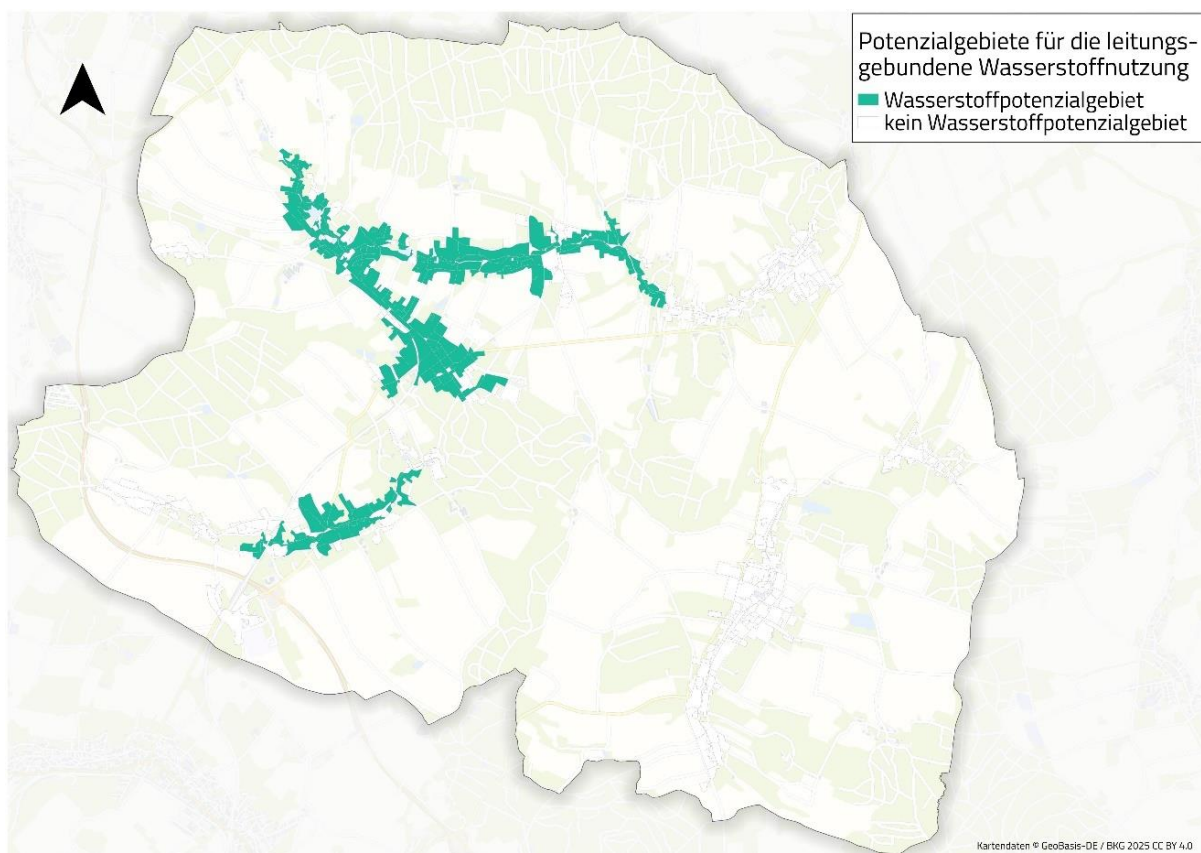 Potenzialgebiete für die leitungs-
gebundene Wasserstoffnutzung
Wasserstoffpotenzialgebiet
kein Wasserstoffpotenzialgebiet
Kartendaten © GeoBasis-DE / BKG 2025 CC BY 4.0